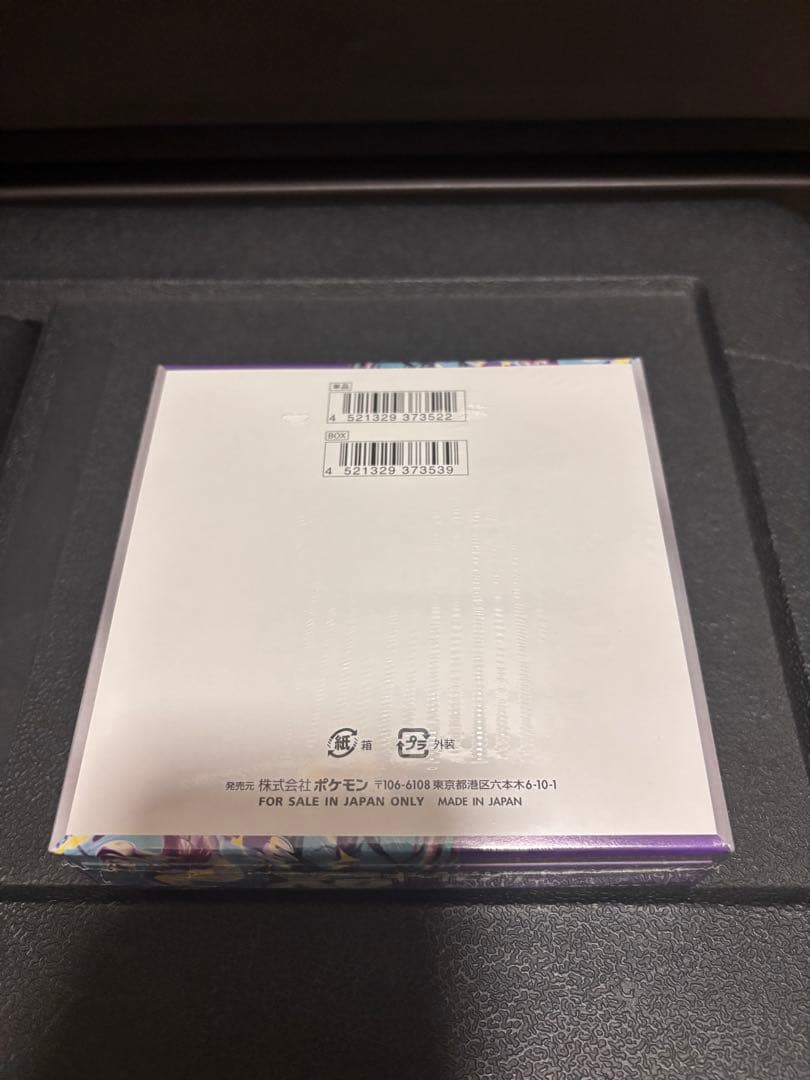 単品
4 521329 373522
BOX
4 521329 373539
紙 箱 プラ 外装
発売元 株式会社 ポケモン 〒106-6108 東京都港区六本木6-10-1
FOR SALE IN JAPAN ONLY MADE IN JAPAN